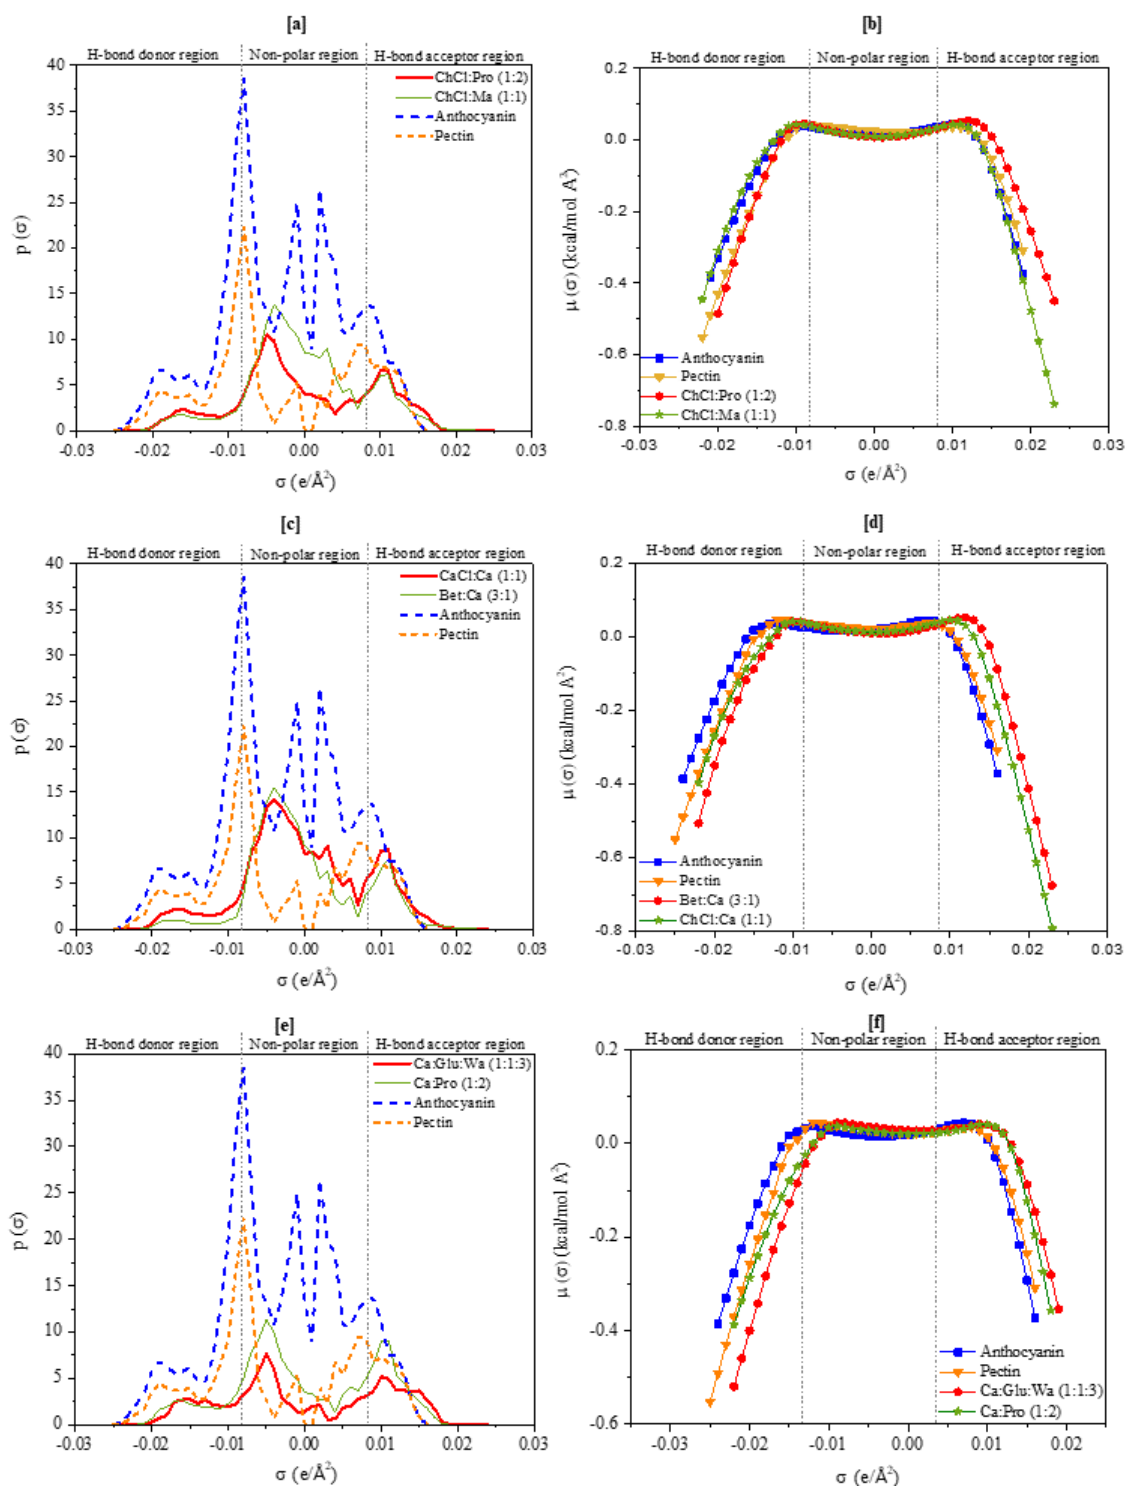 [a]
H-bond donor region Non-polar region H-bond acceptor region
40
35
30
25
20
15
10
5
0
p (σ)
ChCl:Pro (1:2)
ChCl:Ma (1:1)
Anthocyanin
Pectin
-0.03 -0.02 -0.01 0.00 0.01 0.02 0.03
σ (e/Å²)
[b]
H-bond donor region Non-polar region H-bond acceptor region
0.2
0.0
-0.2
-0.4
-0.6
-0.8
μ (σ) (kcal/mol A²)
Anthocyanin
Pectin
ChCl:Pro (1:2)
ChCl:Ma (1:1)
-0.03 -0.02 -0.01 0.00 0.01 0.02 0.03
σ (e/Å²)
[c]
H-bond donor region Non-polar region H-bond acceptor region
40
35
30
25
20
15
10
5
0
p (σ)
CaCl:Ca (1:1)
Bet:Ca (3:1)
Anthocyanin
Pectin
-0.03 -0.02 -0.01 0.00 0.01 0.02 0.03
σ (e/Å²)
[d]
H-bond donor region Non-polar region H-bond acceptor region
0.2
0.0
-0.2
-0.4
-0.6
-0.8
μ (σ) (kcal/mol A²)
Anthocyanin
Pectin
Bet:Ca (3:1)
ChCl:Ca (1:1)
-0.03 -0.02 -0.01 0.00 0.01 0.02 0.03
σ (e/Å²)
[e]
H-bond donor region Non-polar region H-bond acceptor region
40
35
30
25
20
15
10
5
0
p (σ)
Ca:Glu:Wa (1:1:3)
Ca:Pro (1:2)
Anthocyanin
Pectin
-0.03 -0.02 -0.01 0.00 0.01 0.02 0.03
σ (e/Å²)
[f]
H-bond donor region Non-polar region H-bond acceptor region
0.2
0.0
-0.2
-0.4
-0.6
μ (σ) (kcal/mol A²)
Anthocyanin
Pectin
Ca:Glu:Wa (1:1:3)
Ca:Pro (1:2)
-0.03 -0.02 -0.01 0.00 0.01 0.02
σ (e/Å²)